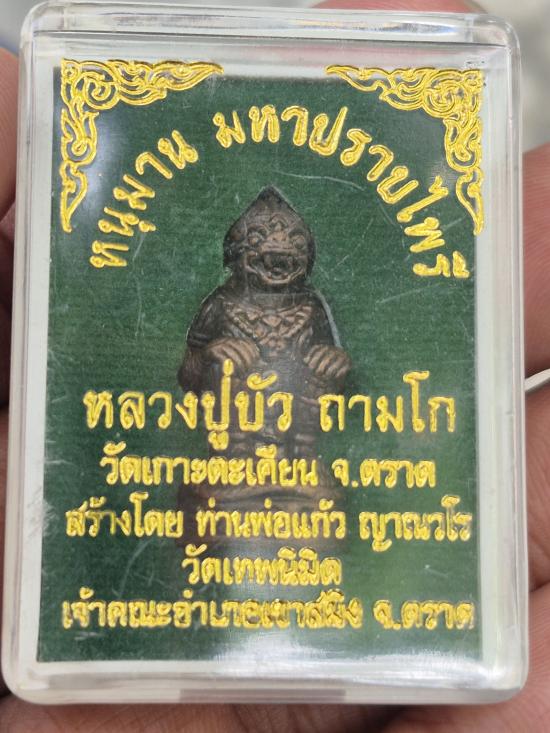 หนุมาน มหาปราบไพรี
หลวงปู่บัว ถามโก
วัดเกาะตะเคียน จ.ตราด
สร้างโดย ท่านพ่อแก้ว ญาณวโร
วัดเทพนิมิต
เจ้าคณะอำเภอเขาสมิง จ.ตราด